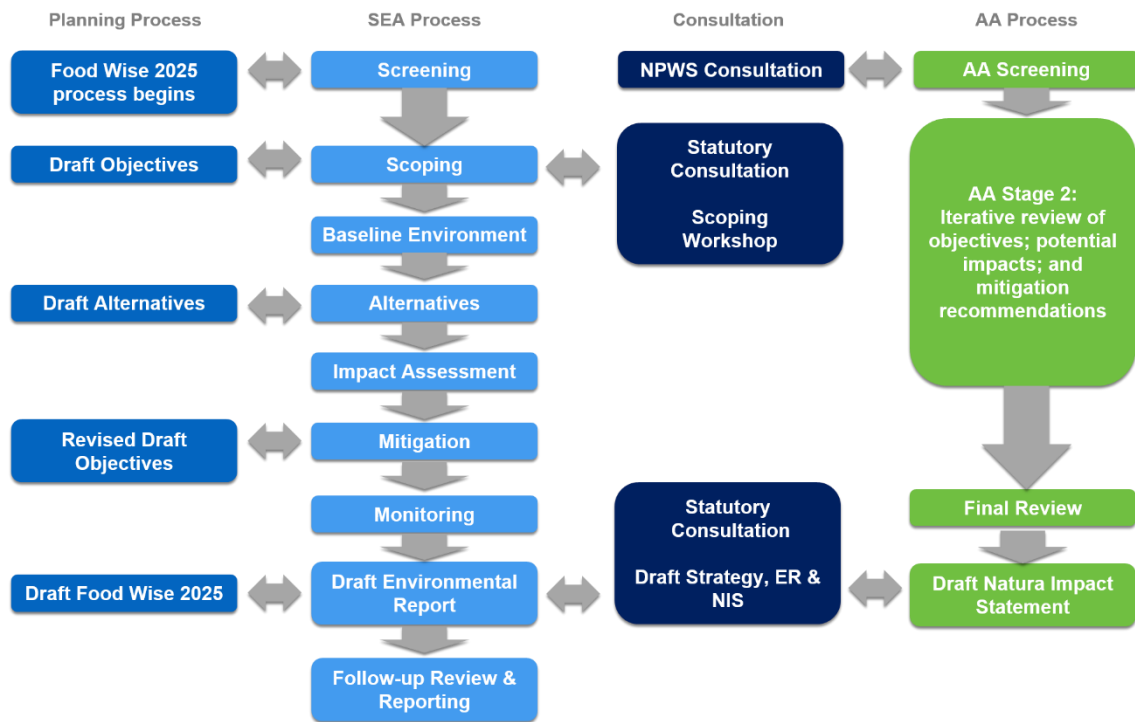 Planning Process
SEA Process
Consultation
AA Process
Food Wise 2025
process begins
Screening
NPWS Consultation
AA Screening
Draft Objectives
Scoping
Statutory
Consultation
Scoping
Workshop
AA Stage 2:
Iterative review of
objectives; potential
impacts; and
mitigation
recommendations
Baseline Environment
Draft Alternatives
Alternatives
Impact Assessment
Revised Draft
Objectives
Mitigation
Monitoring
Statutory
Consultation
Draft Strategy, ER &
NIS
Final Review
Draft Food Wise 2025
Draft Environmental
Report
Draft Natura Impact
Statement
Follow-up Review &
Reporting